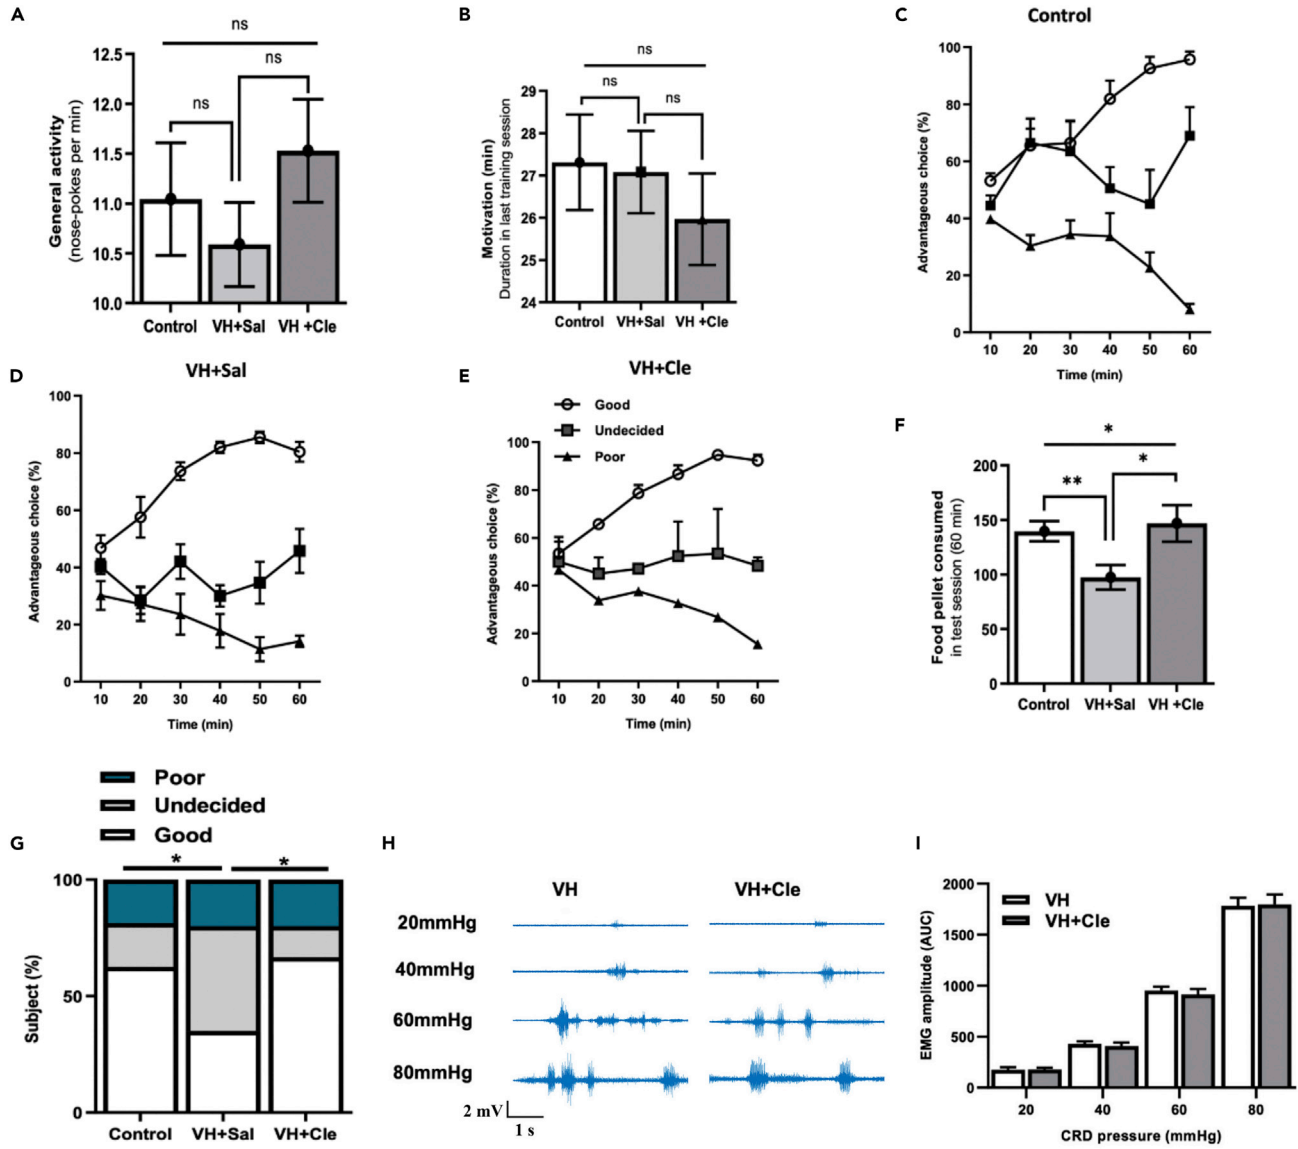 A
ns
ns
ns
12.5
12.0
11.5
11.0
10.5
10.0
General activity
(nose-pokes per min)
Control
VH+Sal
VH +Cle
B
ns
ns
ns
29
28
27
26
25
24
Motivation (min)
Duration in last training session
Control
VH+Sal
VH +Cle
C
Control
100
80
60
40
20
0
Advantageous choice (%)
10
20
30
40
50
60
Time (min)
D
VH+Sal
100
80
60
40
20
0
Advantageous choice (%)
10
20
30
40
50
60
Time (min)
E
VH+Cle
Good
Undecided
Poor
100
80
60
40
20
0
Advantageous choice (%)
10
20
30
40
50
60
Time (min)
F
*
**
*
200
150
100
50
0
Food pellet consumed
in test session (60 min)
Control
VH+Sal
VH +Cle
G
Poor
Undecided
Good
*
*
100
50
0
Subject (%)
Control
VH+Sal
VH+Cle
H
VH
VH+Cle
20mmHg
40mmHg
60mmHg
80mmHg
2 mV
1 s
I
VH
VH+Cle
2000
1500
1000
500
0
EMG amplitude (AUC)
20
40
60
80
CRD pressure (mmHg)